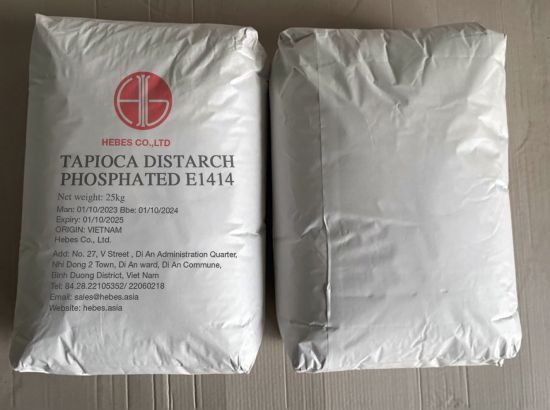 HEBES CO.,LTD
TAPIOCA DISTARCH
PHOSPHATED E1414
Net weight: 25kg
Man: 01/10/2023 Bbe: 01/10/2024
Expiry: 01/10/2025
ORIGIN: VIETNAM
Hebes Co., Ltd.
Add: No. 27, V Street , Di An Administration Quarter,
Nhi Dong 2 Town, Di An ward, Di An Commune,
Binh Duong District, Viet Nam
Tel: 84.28.22105352/ 22060218
Email: sales@hebes.asia
Website: hebes.asia